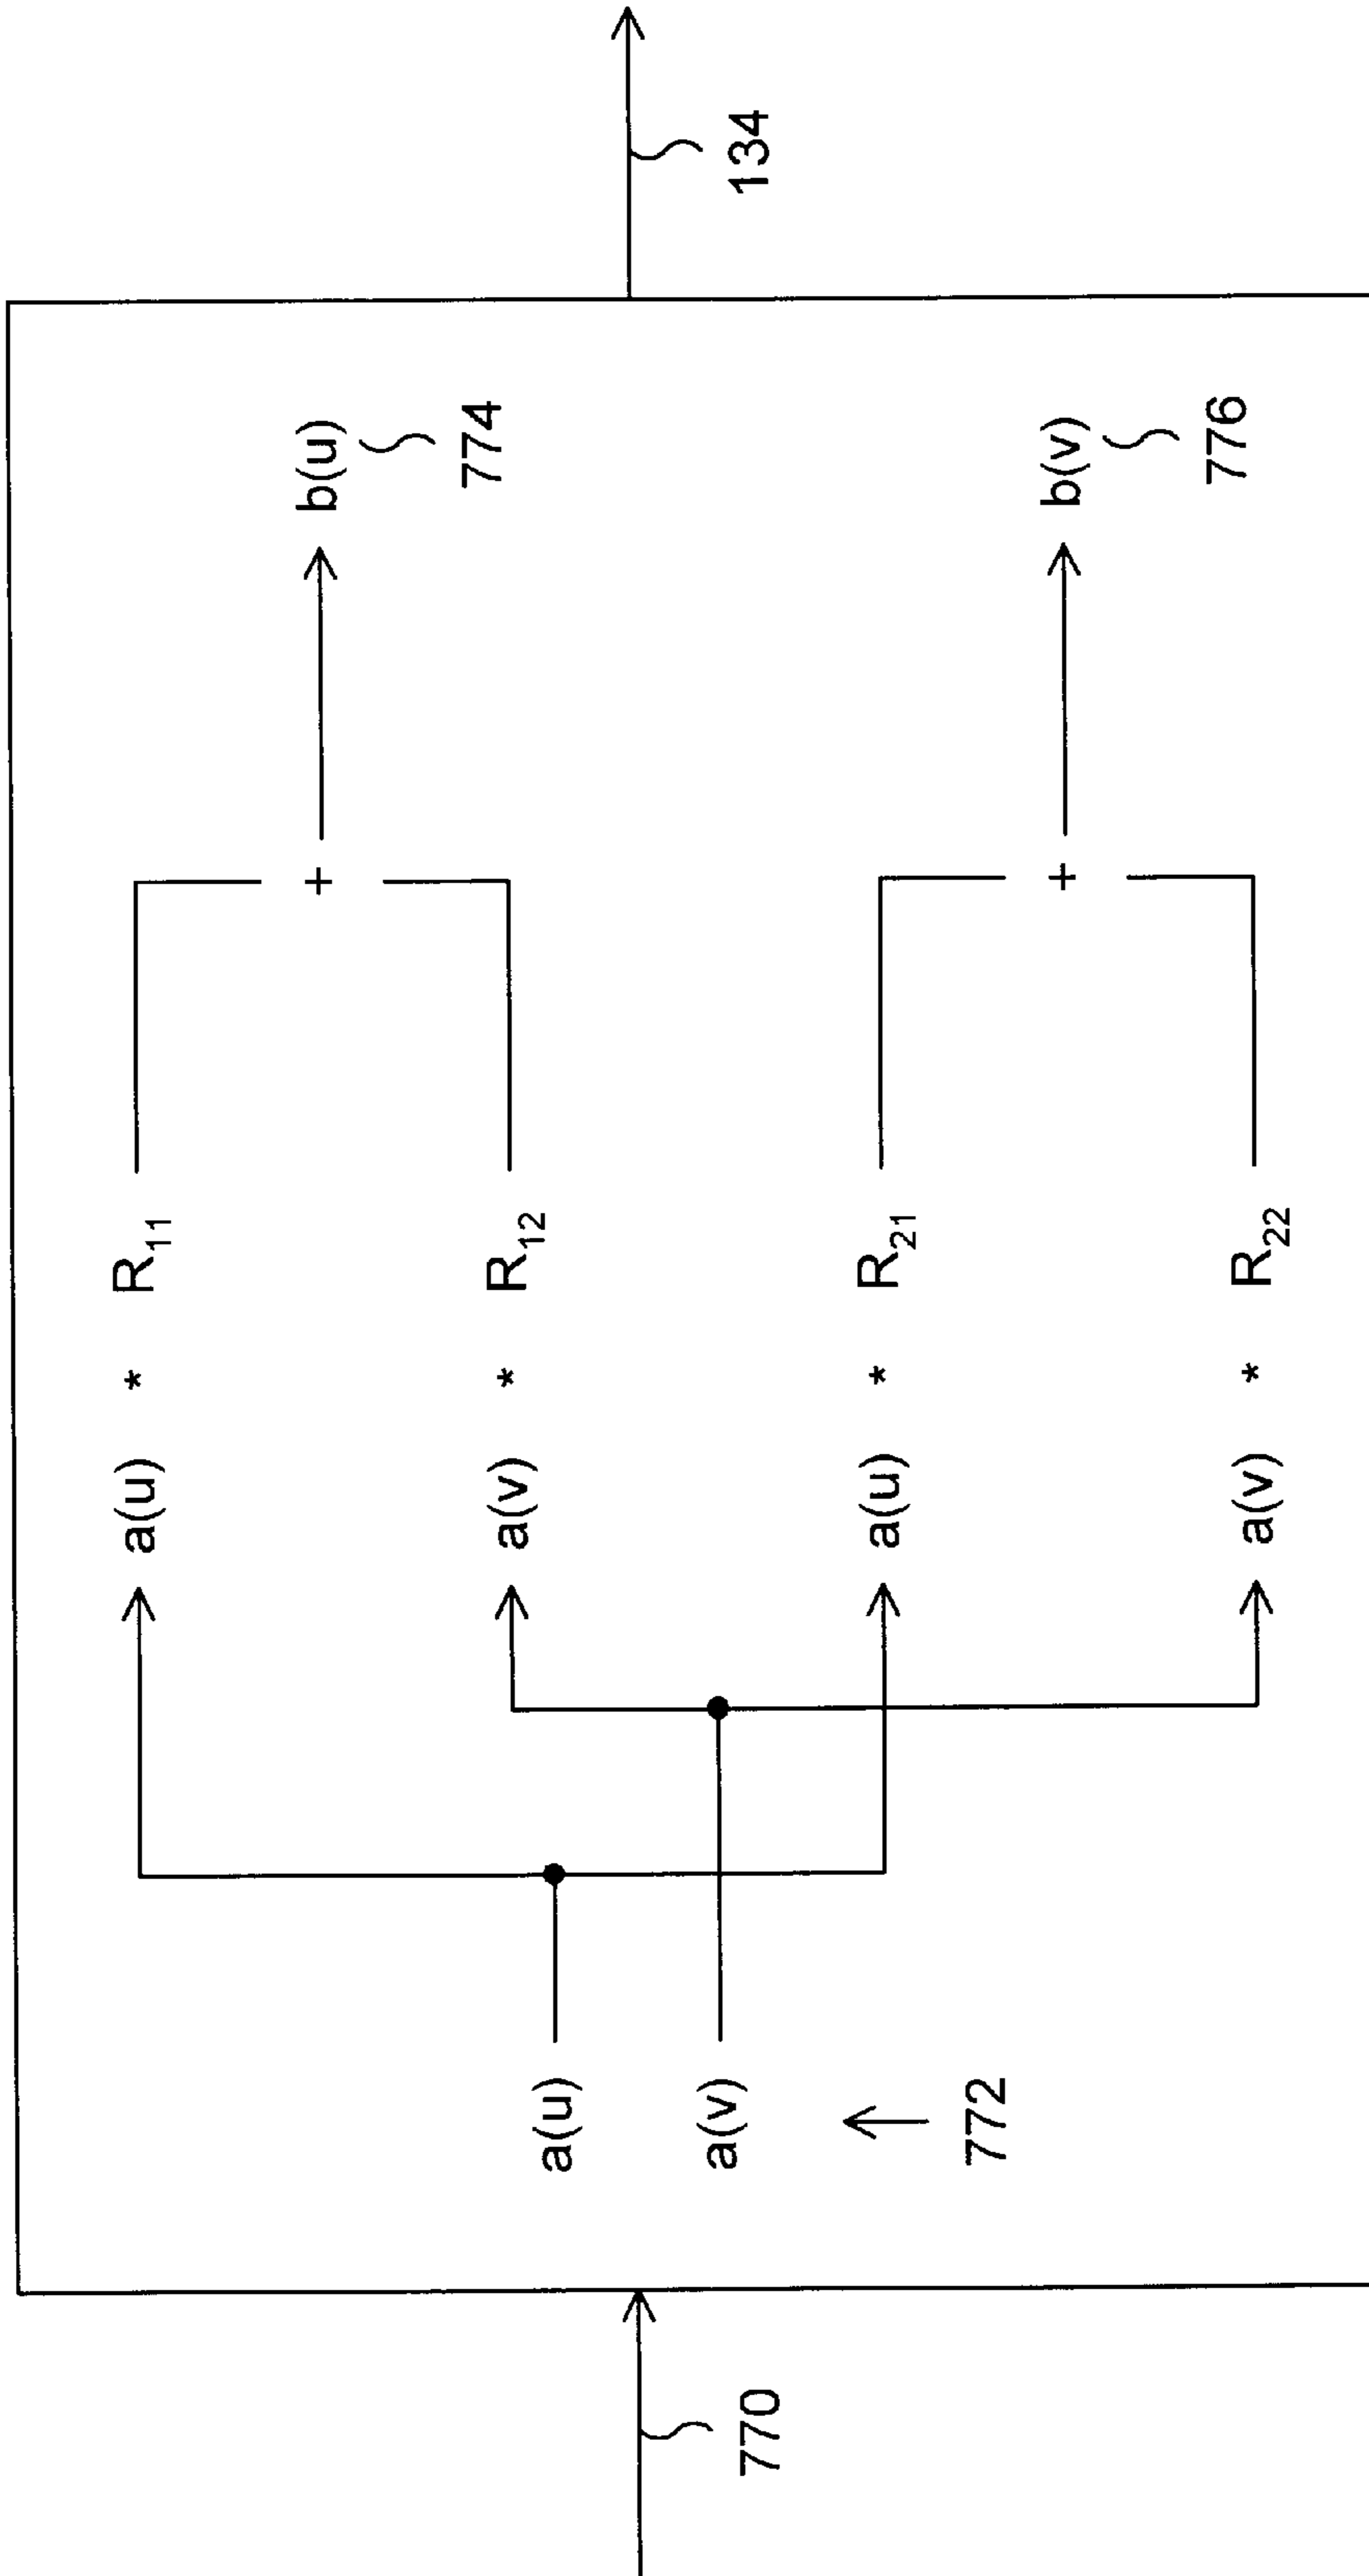 a(u) * R11
b(u)
+
774
a(v) * R12
134
a(u)
770
a(v)
772
a(u) * R21
b(v)
+
776
a(v) * R22